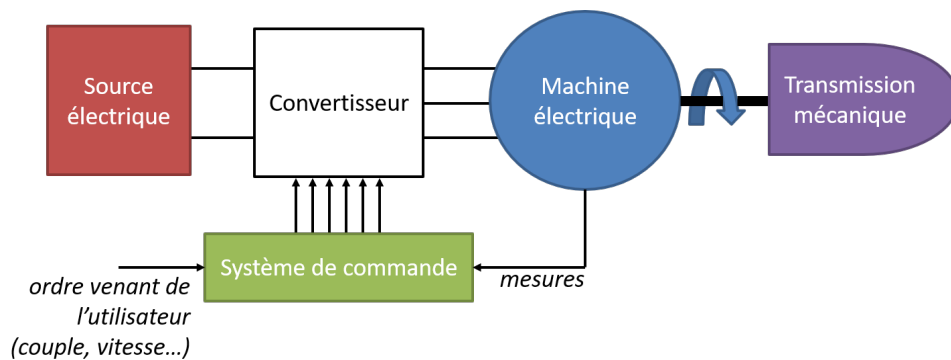 Source
électrique
Convertisseur
Machine
électrique
Transmission
mécanique
Système de commande
ordre venant de
l’utilisateur
(couple, vitesse…)
mesures